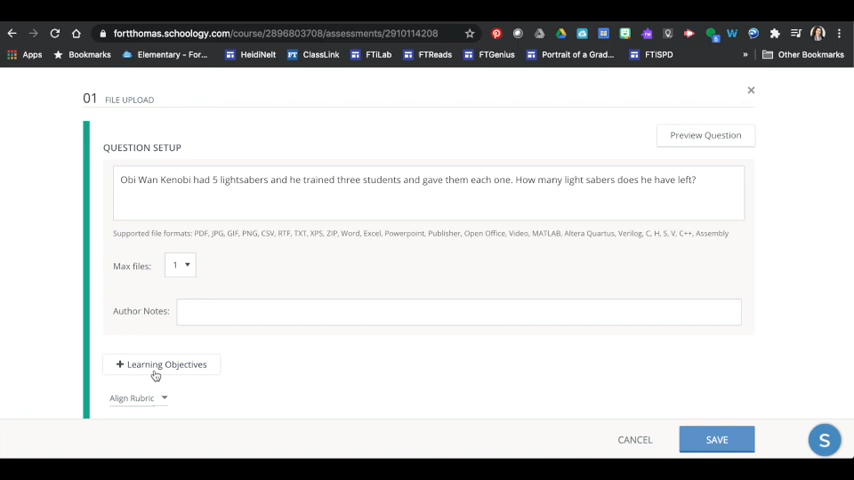 fortthomas.schoology.com/course/2896803708/assessments/2910114208
6
Apps Bookmarks Elementary - For... HeidiNelt ClassLink FTiLab FTReads FTGenius Portrait of a Grad... FTiSPD » Other Bookmarks
01 FILE UPLOAD ×
Preview Question
QUESTION SETUP
Obi Wan Kenobi had 5 lightsabers and he trained three students and gave them each one. How many light sabers does he have left?
Supported file formats: PDF, JPG, GIF, PNG, CSV, RTF, TXT, XPS, ZIP, Word, Excel, Powerpoint, Publisher, Open Office, Video, MATLAB, Altera Quartus, Verilog, C, H, S, V, C++, Assembly
Max files: 1
Author Notes:
+ Learning Objectives
Align Rubric
CANCEL SAVE S